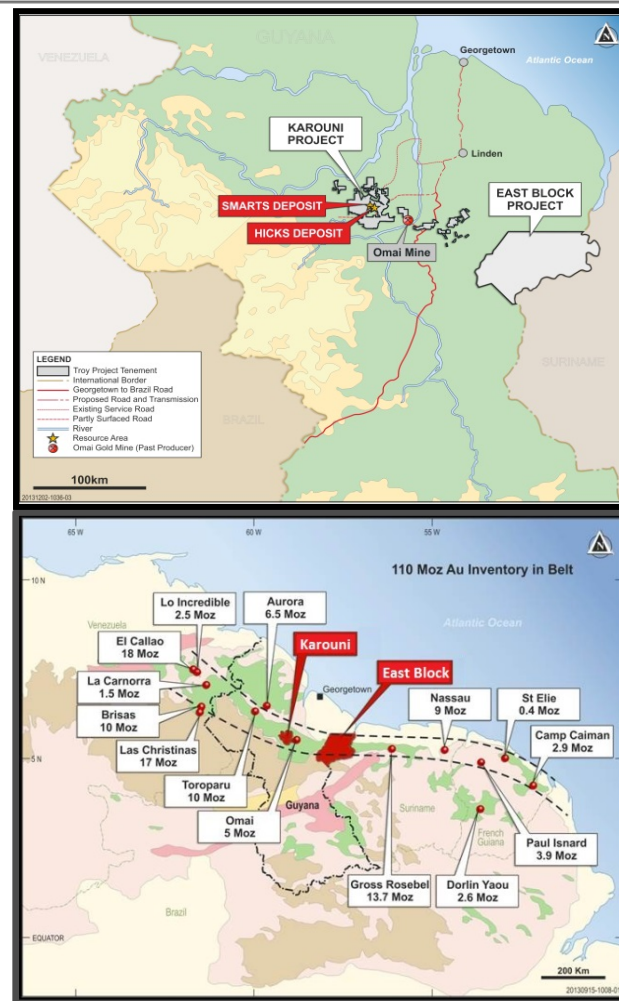 GUYANA
VENEZUELA
Georgetown
Atlantic Ocean
N
KAROUNI
PROJECT
Linden
EAST BLOCK
PROJECT
SMARTS DEPOSIT
HICKS DEPOSIT
Omai Mine
SURINAME
BRAZIL
LEGEND
Troy Project Tenement
International Border
Georgetown to Brazil Road
Proposed Road and Transmission
Existing Service Road
Partly Surfaced Road
River
Resource Area
Omai Gold Mine (Past Producer)
100km
20131202-1036-03
65 W
60 W
55 W
N
110 Moz Au Inventory in Belt
10 N
Lo Incredible
2.5 Moz
Aurora
6.5 Moz
Venezuela
Atlantic Ocean
El Callao
18 Moz
Karouni
East Block
La Carnorra
1.5 Moz
Georgetown
Nassau
9 Moz
St Elie
0.4 Moz
Brisas
10 Moz
Camp Caiman
2.9 Moz
Las Christinas
17 Moz
5 N
Toroparu
10 Moz
Guyana
Suriname
Omai
5 Moz
French
Guiana
Paul Isnard
3.9 Moz
Gross Rosebel
13.7 Moz
Dorlin Yaou
2.6 Moz
Brazil
EQUATOR
200 Km
20130915-1008-01